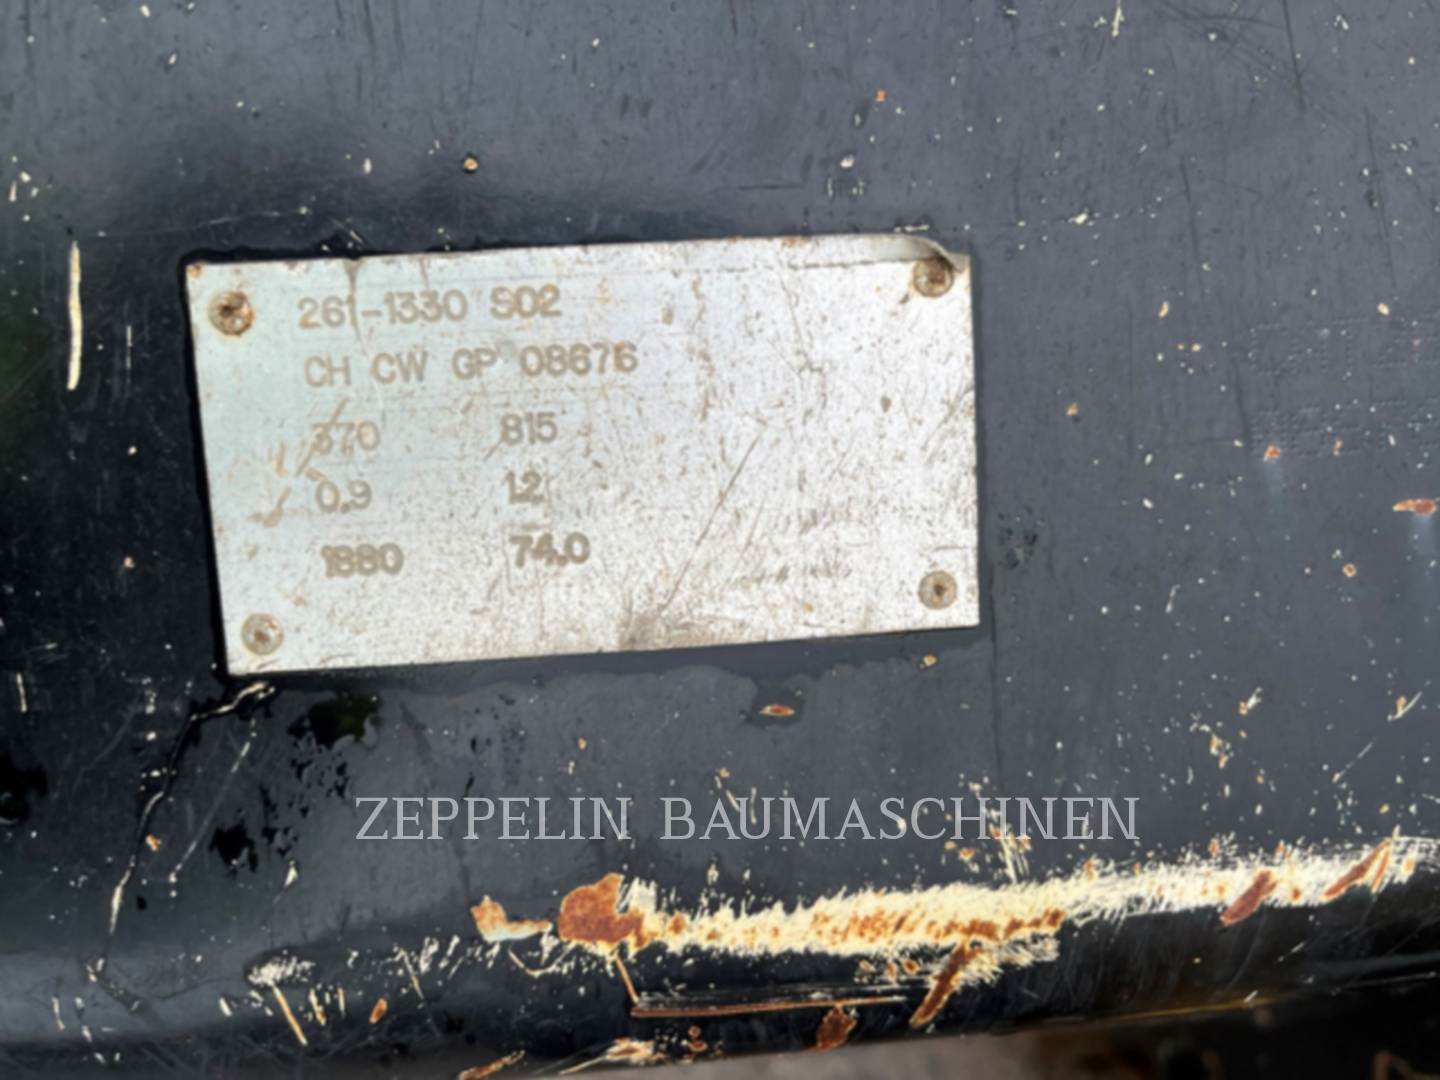 261-1330 S02
CH CW GP 08676
370 815
0.9 1.2
1880 74.0
ZEPPELIN BAUMASCHINEN